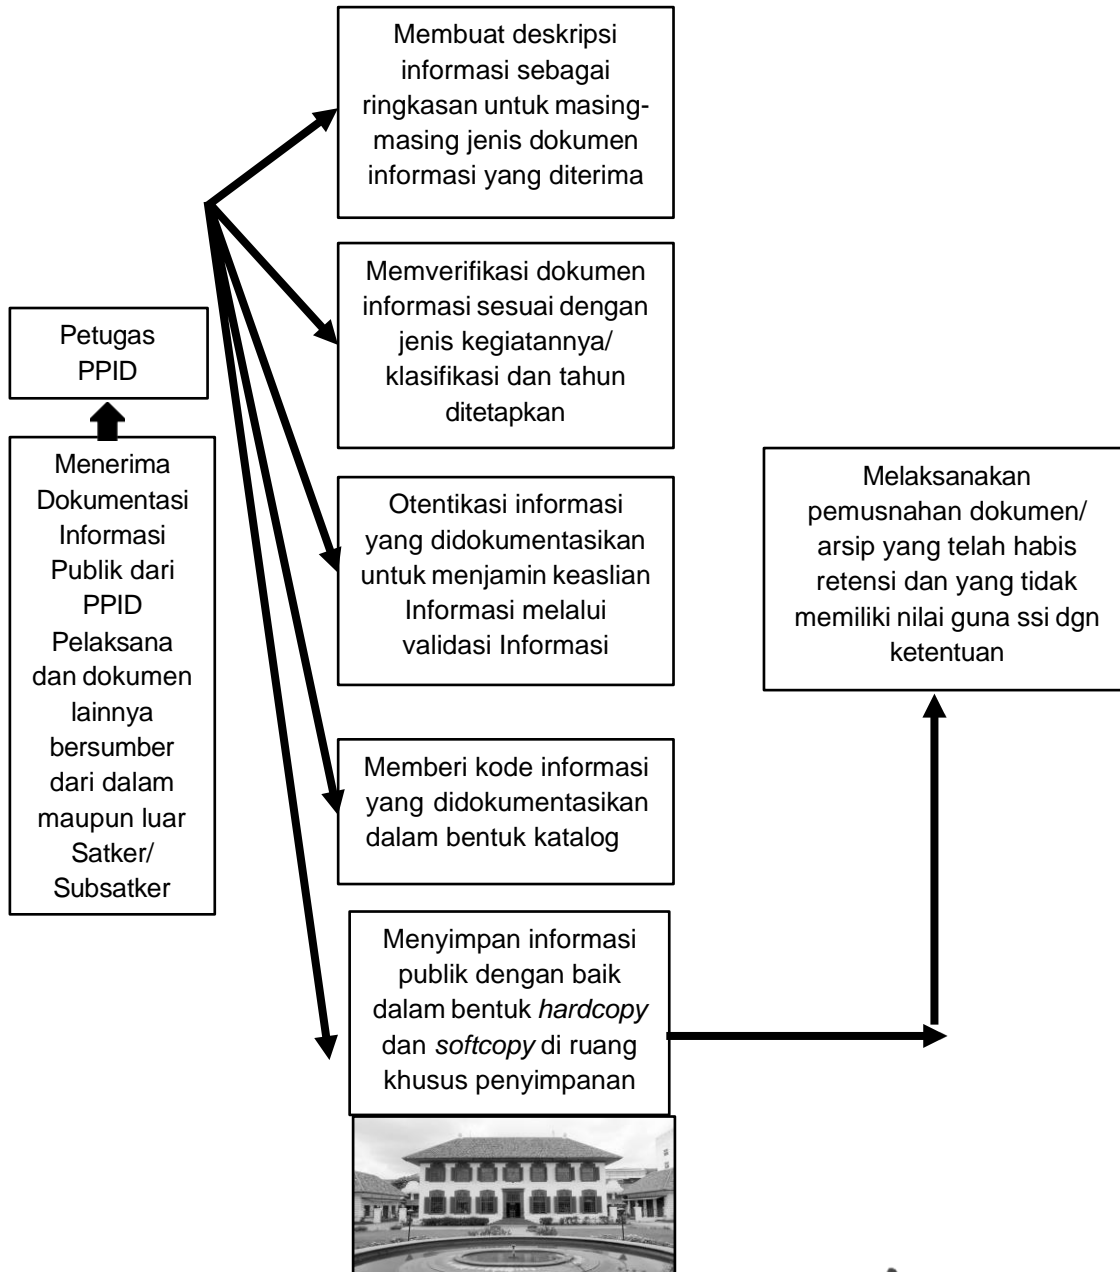 Petugas
PPID
Menerima
Dokumentasi
Informasi
Publik dari
PPID
Pelaksana
dan dokumen
lainnya
bersumber
dari dalam
maupun luar
Satker/
Subsatker
Membuat deskripsi
informasi sebagai
ringkasan untuk masing-
masing jenis dokumen
informasi yang diterima
Memverifikasi dokumen
informasi sesuai dengan
jenis kegiatannya/
klasifikasi dan tahun
ditetapkan
Otentikasi informasi
yang didokumentasikan
untuk menjamin keaslian
Informasi melalui
validasi Informasi
Memberi kode informasi
yang didokumentasikan
dalam bentuk katalog
Menyimpan informasi
publik dengan baik
dalam bentuk hardcopy
dan softcopy di ruang
khusus penyimpanan
Melaksanakan
pemusnahan dokumen/
arsip yang telah habis
retensi dan yang tidak
memiliki nilai guna ssi dgn
ketentuan